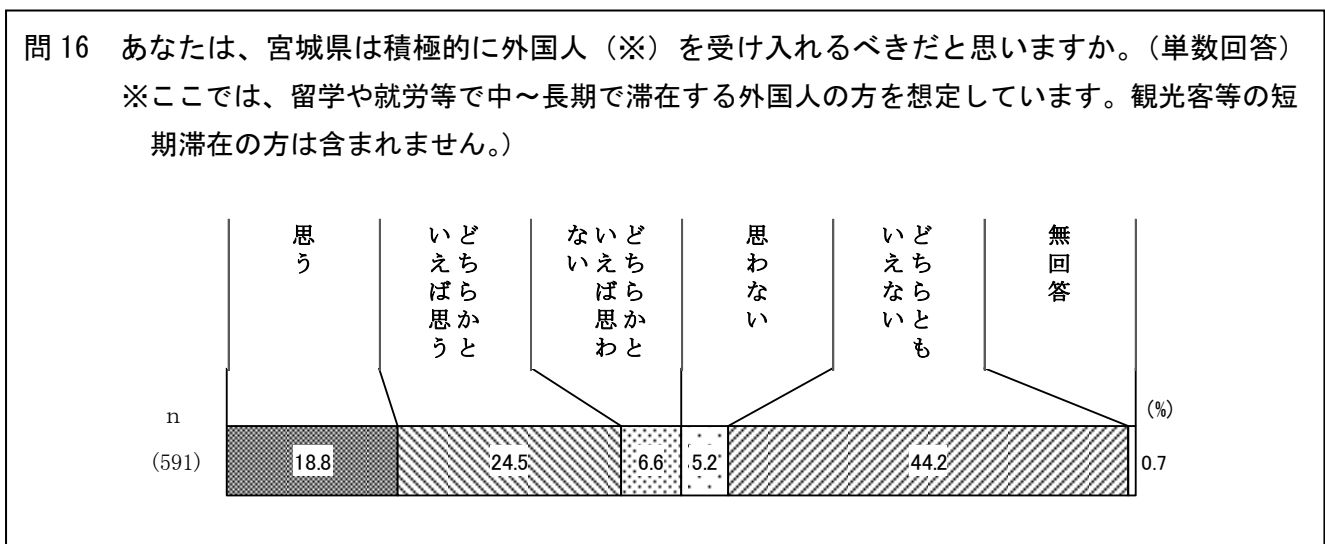 問 16　あなたは、宮城県は積極的に外国人（※）を受け入れるべきだと思いますか。（単数回答）
※ここでは、留学や就労等で中～長期で滞在する外国人の方を想定しています。観光客等の短
期滞在の方は含まれません。）
思う
どちらかと
いえば思う
どちらかと
いえば思わ
ない
思わない
どちらとも
いえない
無回答
n
(%)
(591)
18.8
24.5
6.6
5.2
44.2
0.7